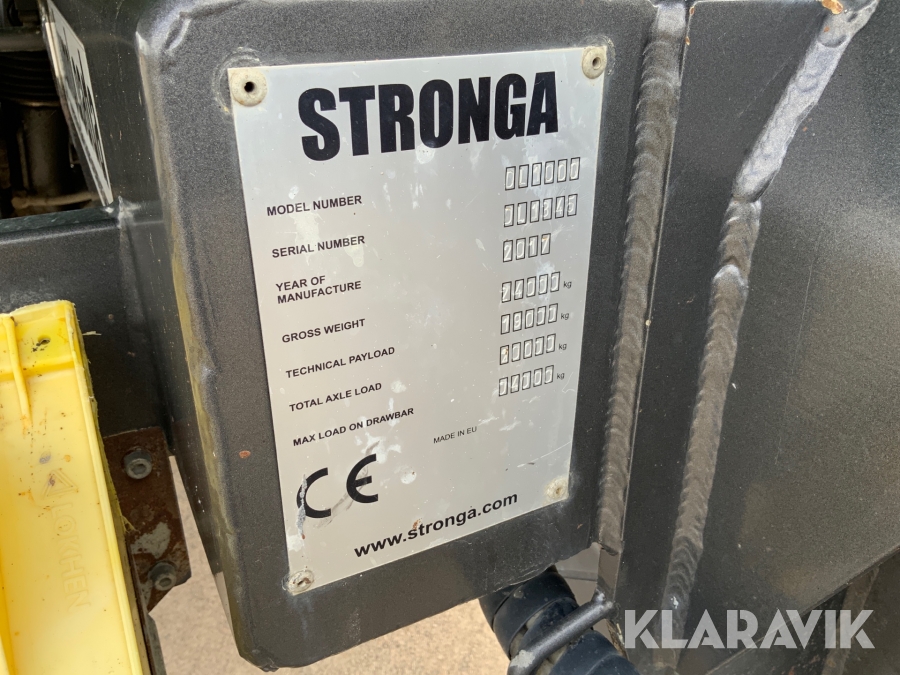 STRONGA
MODEL NUMBER
SERIAL NUMBER
2017
YEAR OF
MANUFACTURE
kg
GROSS WEIGHT
kg
TECHNICAL PAYLOAD
kg
TOTAL AXLE LOAD
kg
MAX LOAD ON DRAWBAR
MADE IN EU
CE
www.stronga.com
KLARAVIK